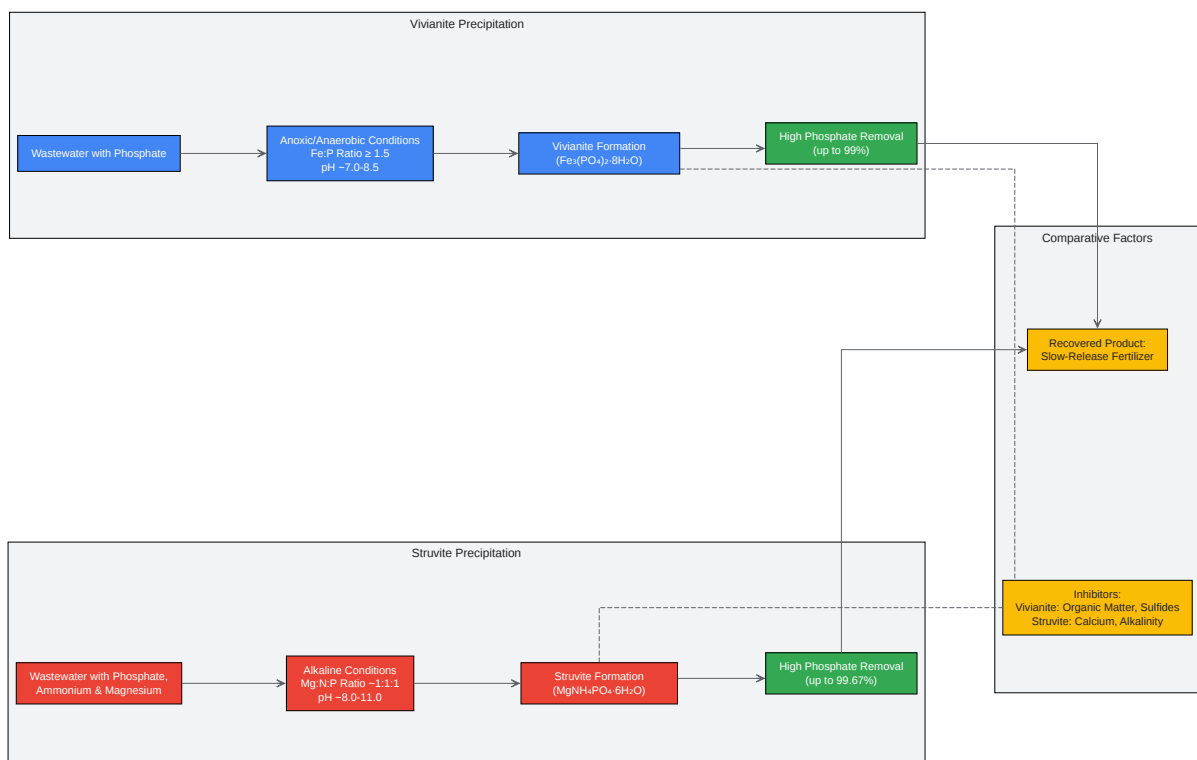 Vivianite Precipitation
Wastewater with Phosphate
Anoxic/Anaerobic Conditions
Fe:P Ratio ≥ 1.5
pH ~7.0-8.5
Vivianite Formation
(Fe₃(PO₄)₂·8H₂O)
High Phosphate Removal
(up to 99%)
Comparative Factors
Recovered Product:
Slow-Release Fertilizer
Inhibitors:
Vivianite: Organic Matter, Sulfides
Struvite: Calcium, Alkalinity
Struvite Precipitation
Wastewater with Phosphate,
Ammonium & Magnesium
Alkaline Conditions
Mg:N:P Ratio ~1:1:1
pH ~8.0-11.0
Struvite Formation
(MgNH₄PO₄·6H₂O)
High Phosphate Removal
(up to 99.67%)